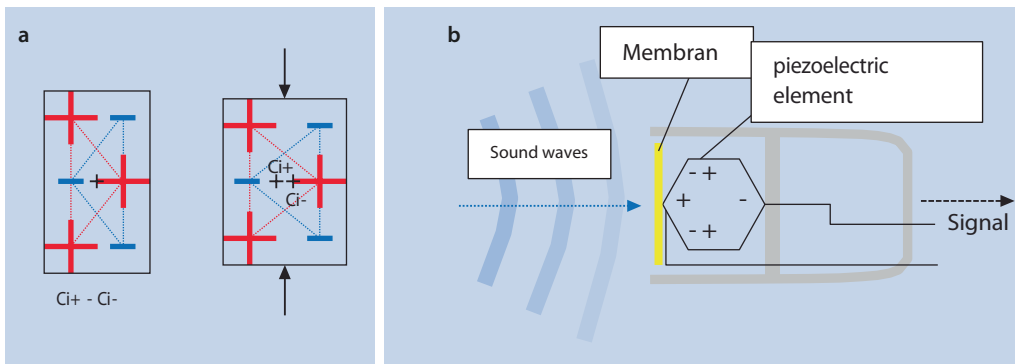 a
Ci+
Ci-
Ci+ - Ci-
b
Membran
piezoelectric
element
Sound waves
- +
+ -
- +
Signal